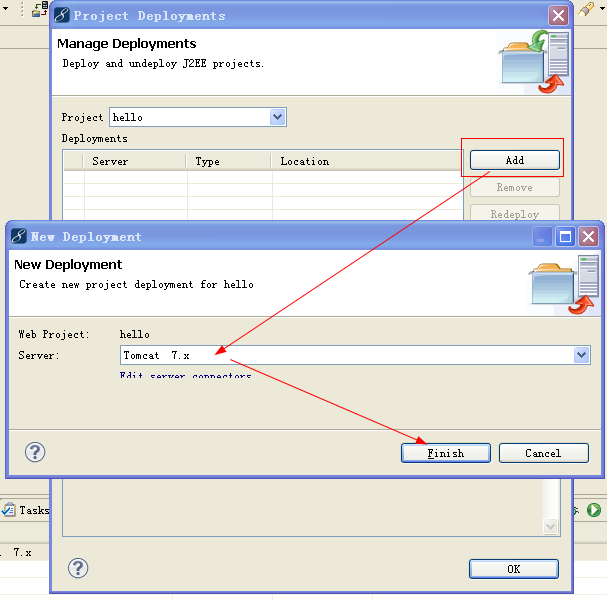 Project Deployments
Manage Deployments
Deploy and undeploy J2EE projects.
Project hello
Deployments
Server Type Location
Add
Remove
Redeploy
New Deployment
New Deployment
Create new project deployment for hello
Web Project: hello
Server: Tomcat 7.x
Edit server connectors
Finish Cancel
Tasks
7.x
OK